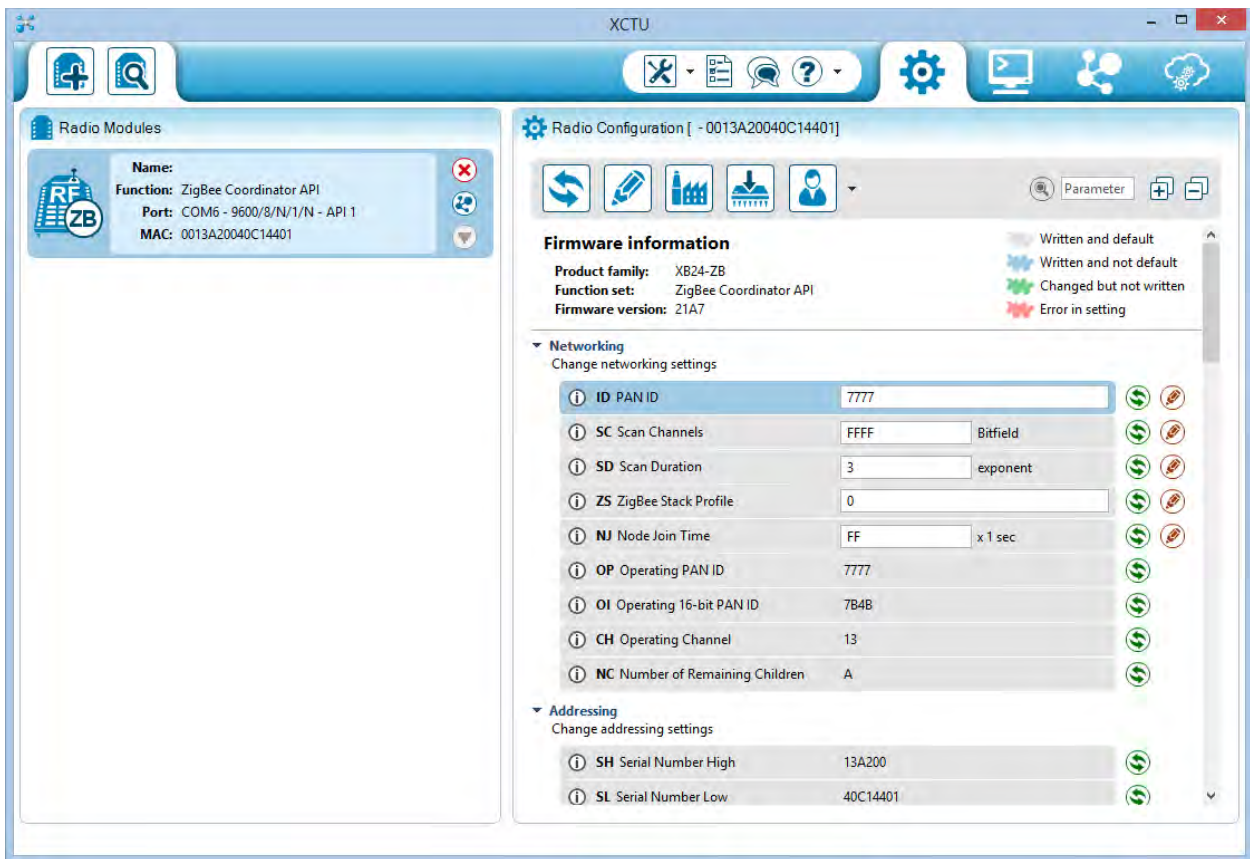 XCTU
Radio Modules
RF
ZB
Name:
Function: ZigBee Coordinator API
Port: COM6 - 9600/8/N/1/N - API 1
MAC: 0013A20040C14401
Radio Configuration [ - 0013A20040C14401]
Parameter
Firmware information
Product family: XB24-ZB
Function set: ZigBee Coordinator API
Firmware version: 21A7
Written and default
Written and not default
Changed but not written
Error in setting
Networking
Change networking settings
ID PAN ID 7777
SC Scan Channels FFFF Bitfield
SD Scan Duration 3 exponent
ZS ZigBee Stack Profile 0
NJ Node Join Time FF x 1 sec
OP Operating PAN ID 7777
OI Operating 16-bit PAN ID 7B4B
CH Operating Channel 13
NC Number of Remaining Children A
Addressing
Change addressing settings
SH Serial Number High 13A200
SL Serial Number Low 40C14401